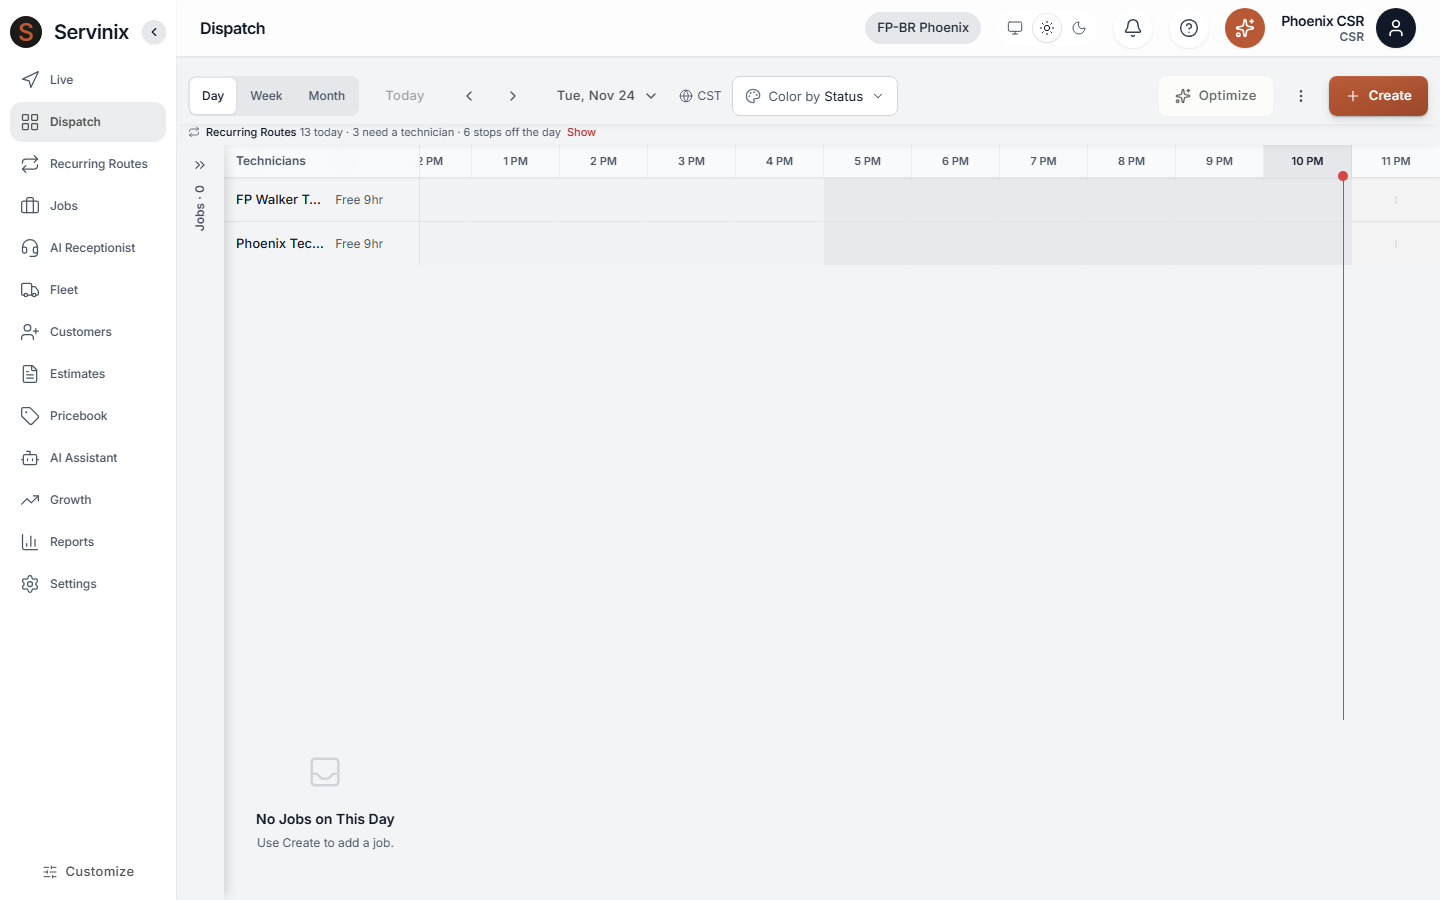 Servinix
Live
Dispatch
Recurring Routes
Jobs
AI Receptionist
Fleet
Customers
Estimates
Pricebook
AI Assistant
Growth
Reports
Settings
Customize
Dispatch
FP-BR Phoenix
Phoenix CSR
CSR
Day Week Month Today Tue, Nov 24 CST Color by Status Optimize Create
Recurring Routes 13 today · 3 need a technician · 6 stops off the day Show
Jobs · 0
Technicians 2 PM 1 PM 2 PM 3 PM 4 PM 5 PM 6 PM 7 PM 8 PM 9 PM 10 PM 11 PM
FP Walker T... Free 9hr
Phoenix Tec... Free 9hr
No Jobs on This Day
Use Create to add a job.